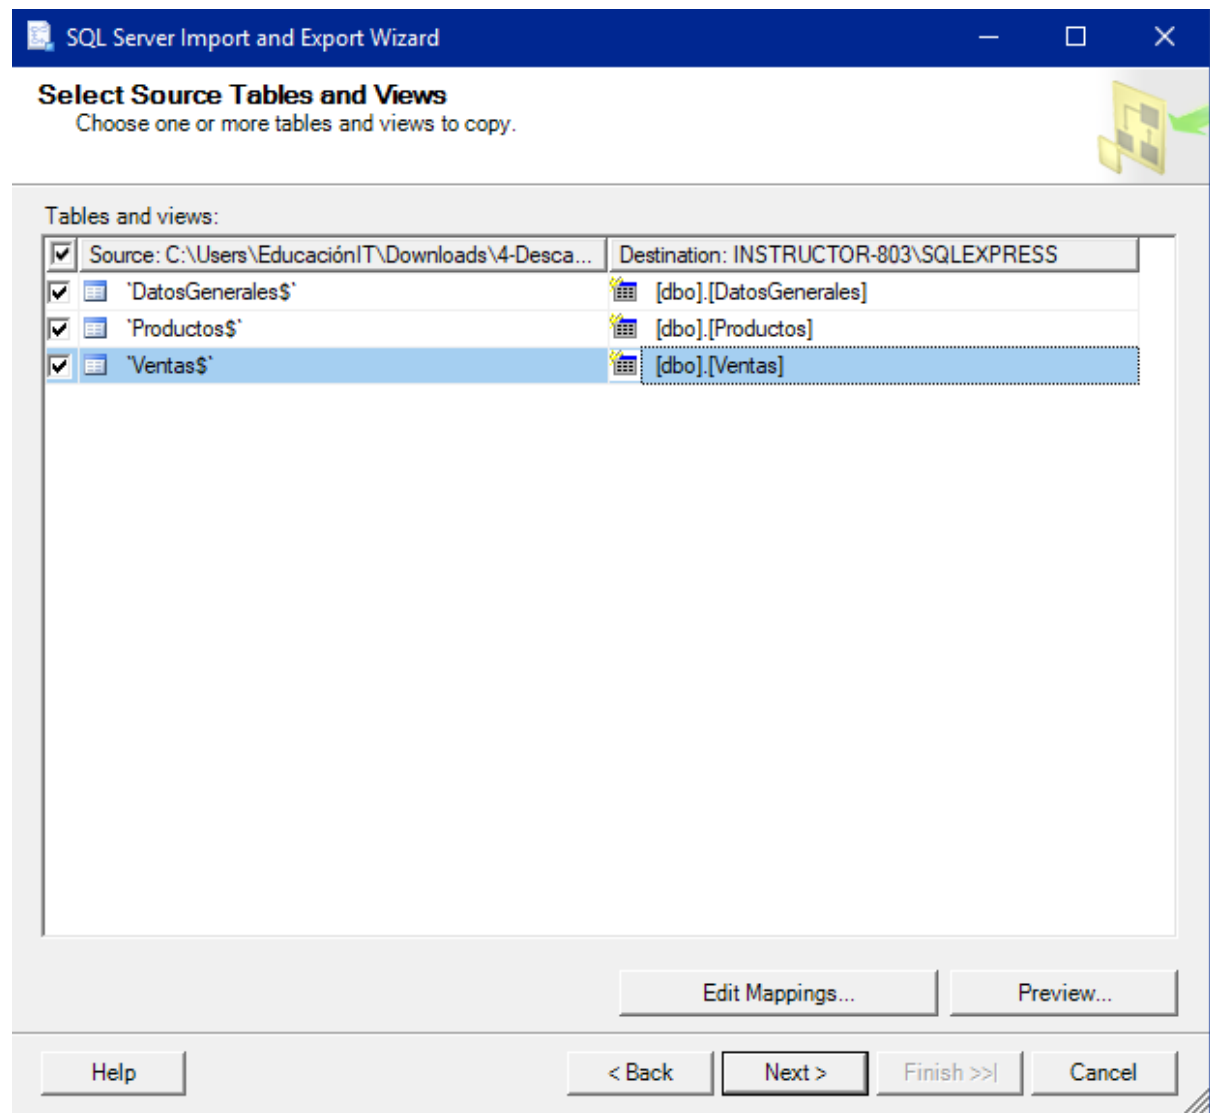 SQL Server Import and Export Wizard
Select Source Tables and Views
Choose one or more tables and views to copy.
Tables and views:
Source: C:\Users\EducaciónIT\Downloads\4-Desca... Destination: INSTRUCTOR-803\SQLEXPRESS
`DatosGenerales$` [dbo].[DatosGenerales]
`Productos$` [dbo].[Productos]
`Ventas$` [dbo].[Ventas]
Edit Mappings... Preview...
Help < Back Next > Finish >>| Cancel